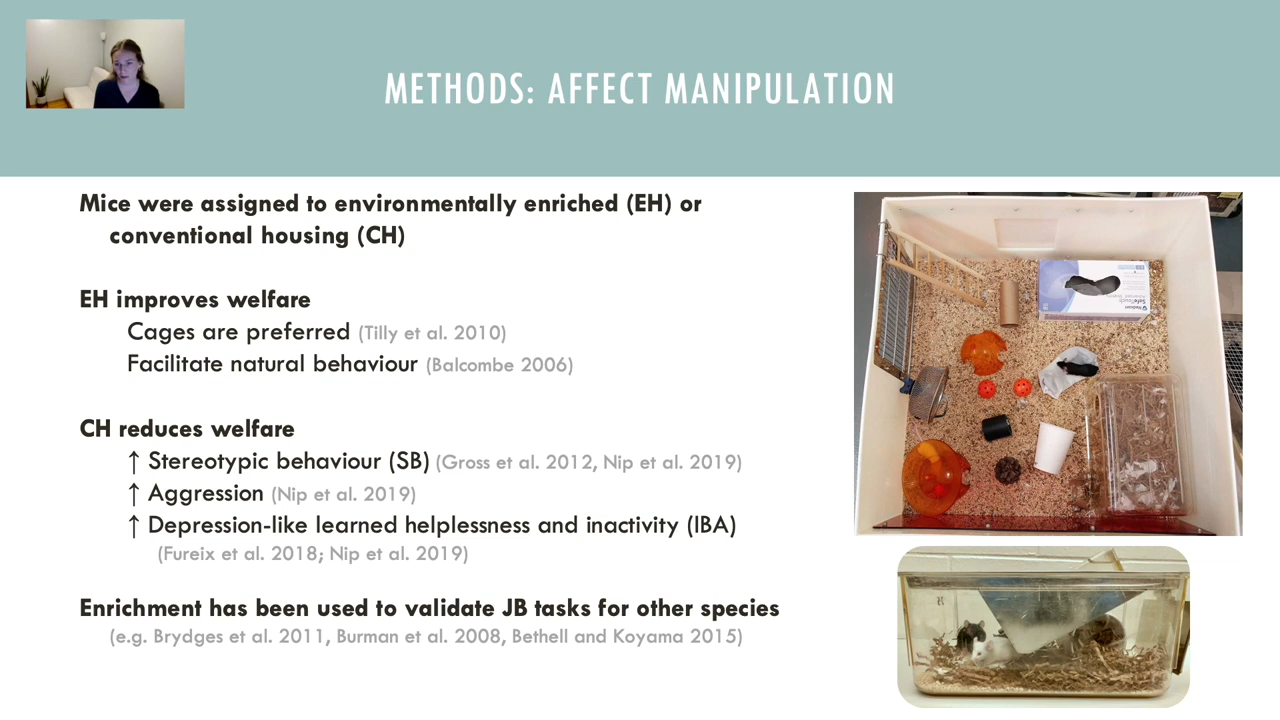 METHODS: AFFECT MANIPULATION
Mice were assigned to environmentally enriched (EH) or
conventional housing (CH)
EH improves welfare
Cages are preferred (Tilly et al. 2010)
Facilitate natural behaviour (Balcombe 2006)
CH reduces welfare
↑ Stereotypic behaviour (SB) (Gross et al. 2012, Nip et al. 2019)
↑ Aggression (Nip et al. 2019)
↑ Depression-like learned helplessness and inactivity (IBA)
(Fureix et al. 2018; Nip et al. 2019)
Enrichment has been used to validate JB tasks for other species
(e.g. Brydges et al. 2011, Burman et al. 2008, Bethell and Koyama 2015)